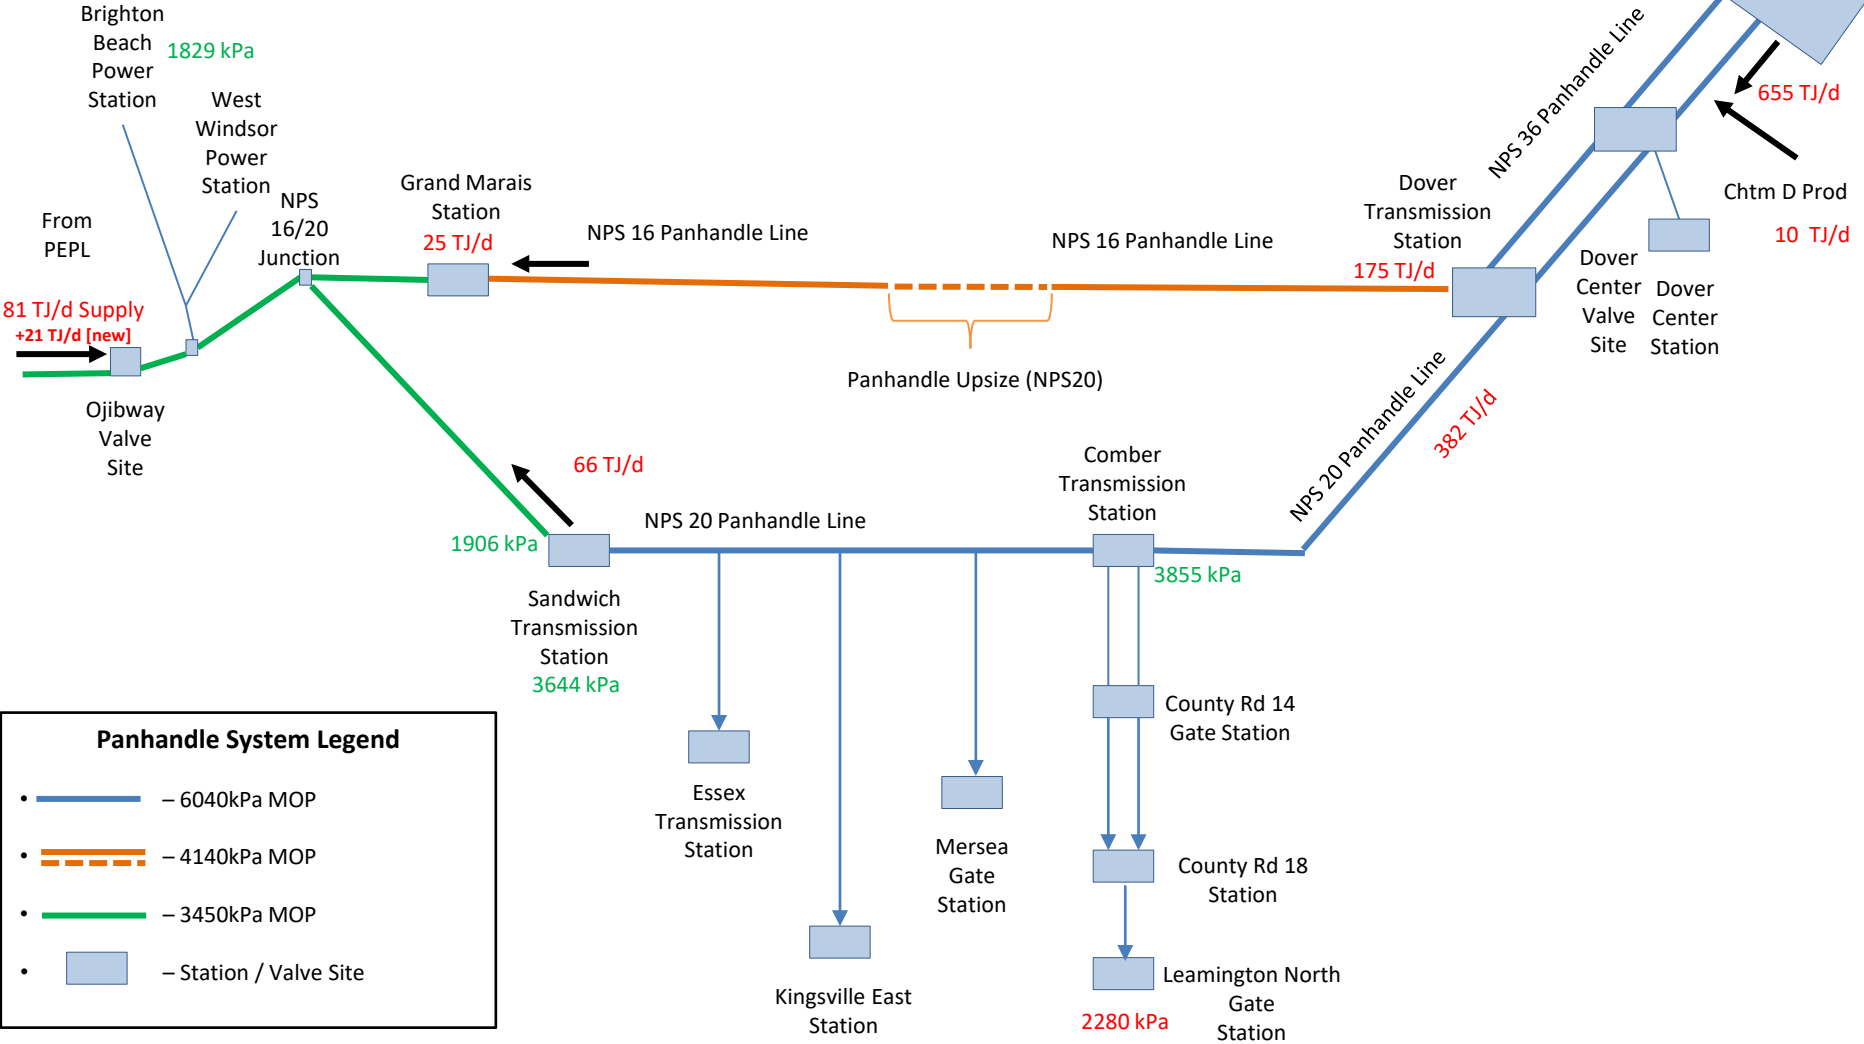 Brighton
Beach
Power
Station
1829 kPa
West
Windsor
Power
Station
From
PEPL
81 TJ/d Supply
+21 TJ/d [new]
Ojibway
Valve
Site
NPS
16/20
Junction
Grand Marais
Station
25 TJ/d
NPS 16 Panhandle Line
NPS 16 Panhandle Line
Panhandle Upsize (NPS20)
Dover
Transmission
Station
175 TJ/d
NPS 36 Panhandle Line
655 TJ/d
Chtm D Prod
10 TJ/d
Dover
Center
Valve
Site
Dover
Center
Station
NPS 20 Panhandle Line
382 TJ/d
66 TJ/d
1906 kPa
NPS 20 Panhandle Line
Comber
Transmission
Station
3855 kPa
Sandwich
Transmission
Station
3644 kPa
Essex
Transmission
Station
Kingsville East
Station
Mersea
Gate
Station
County Rd 14
Gate Station
County Rd 18
Station
Leamington North
Gate
Station
2280 kPa
Panhandle System Legend
• – 6040kPa MOP
• – 4140kPa MOP
• – 3450kPa MOP
• – Station / Valve Site